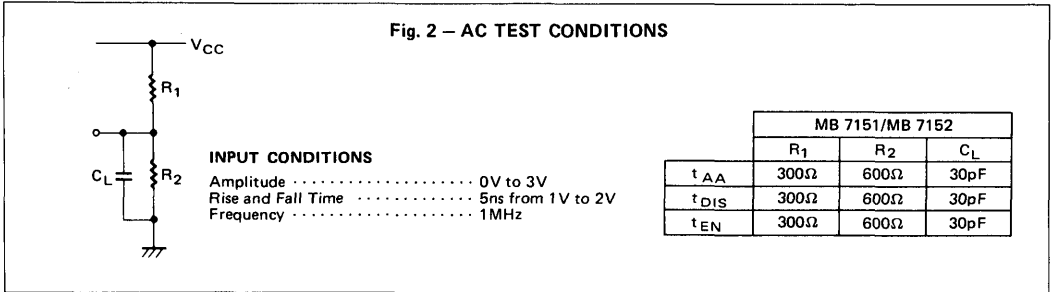 Fig. 2 – AC TEST CONDITIONS
VCC
R1
CL
R2
INPUT CONDITIONS
Amplitude · · · · · · · · · · · · · · · · · · · · 0V to 3V
Rise and Fall Time · · · · · · · · · · · · 5ns from 1V to 2V
Frequency · · · · · · · · · · · · · · · · · · · · 1MHz
MB 7151/MB 7152
R1 R2 CL
tAA 300Ω 600Ω 30pF
tDIS 300Ω 600Ω 30pF
tEN 300Ω 600Ω 30pF